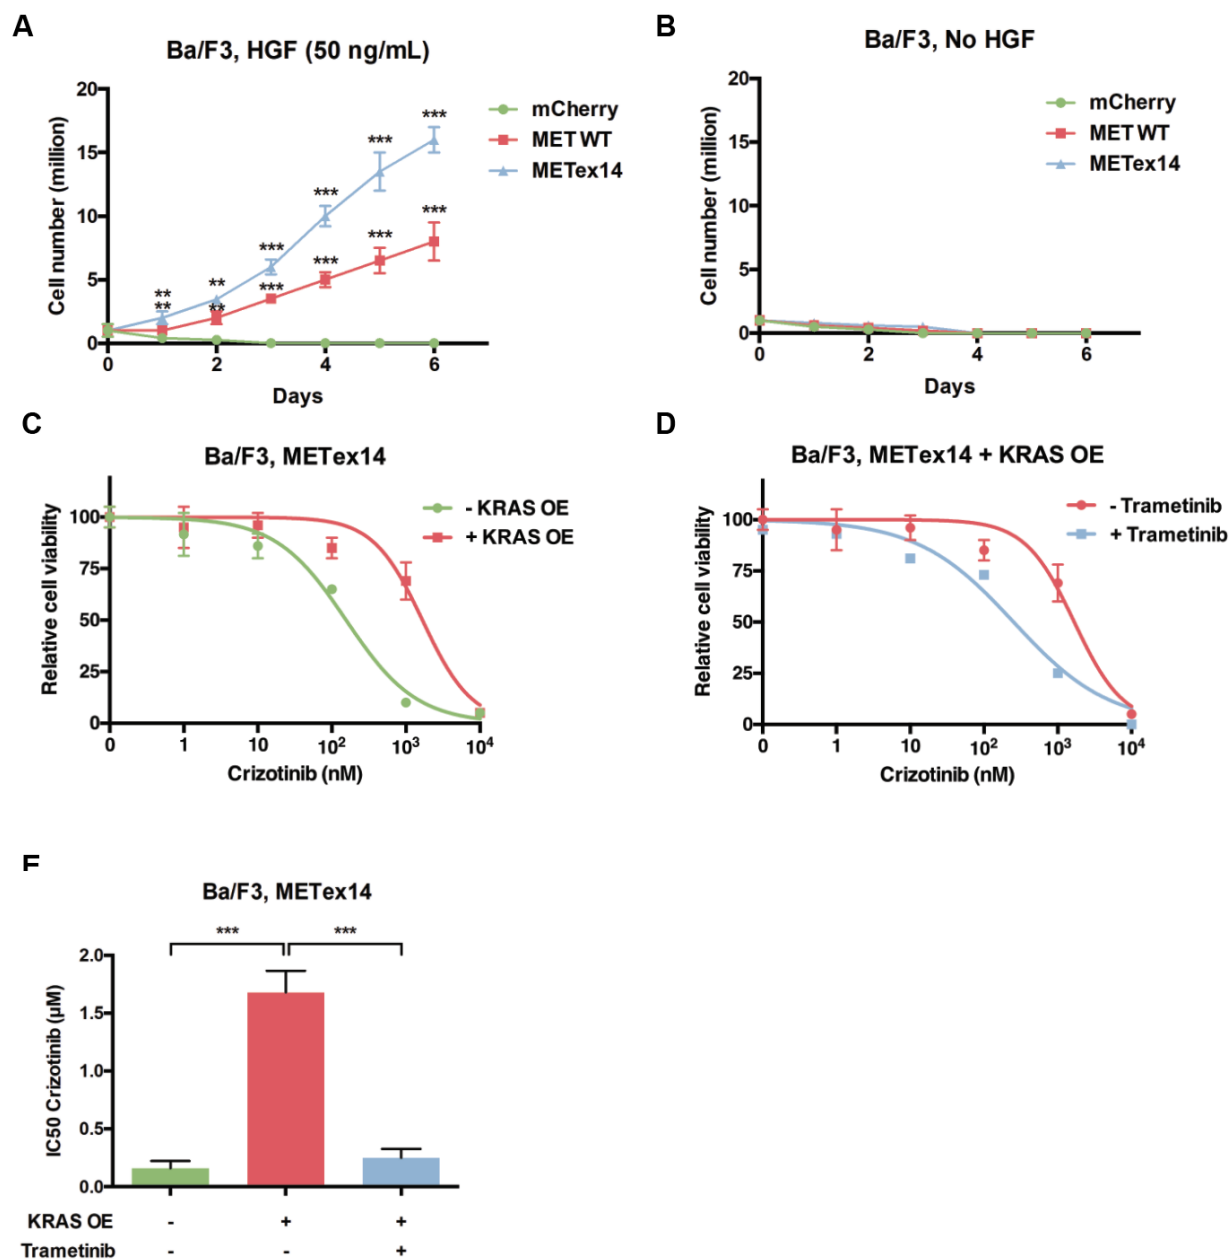 A
Ba/F3, HGF (50 ng/mL)
Cell number (million)
20
15
10
5
0
0
2
4
6
Days
mCherry
MET WT
METex14
**
**
**
**
***
***
***
***
***
***
***
***
B
Ba/F3, No HGF
Cell number (million)
20
15
10
5
0
0
2
4
6
Days
mCherry
MET WT
METex14
C
Ba/F3, METex14
Relative cell viability
100
75
50
25
0
0
1
10
10²
10³
10⁴
Crizotinib (nM)
- KRAS OE
+ KRAS OE
D
Ba/F3, METex14 + KRAS OE
Relative cell viability
100
75
50
25
0
0
1
10
10²
10³
10⁴
Crizotinib (nM)
- Trametinib
+ Trametinib
Ba/F3, METex14
***
***
IC50 Crizotinib (µM)
2.0
1.5
1.0
0.5
0.0
KRAS OE - + +
Trametinib - - +